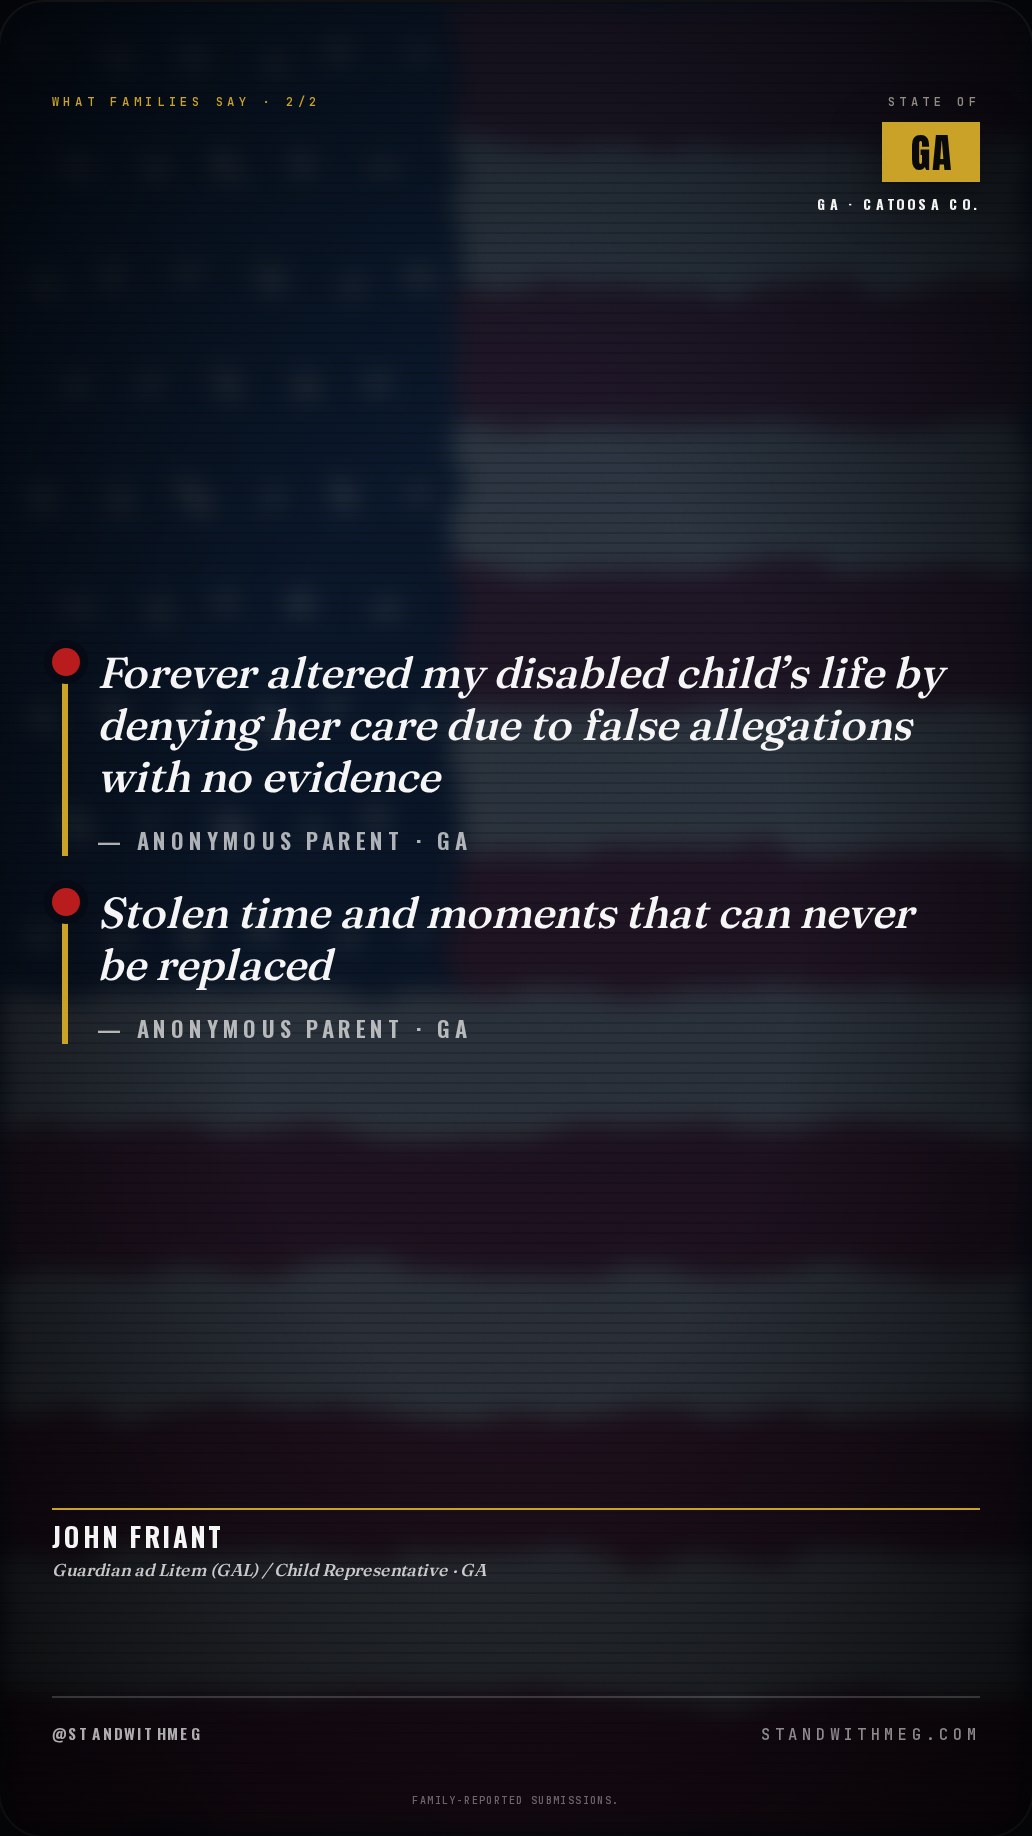 WHAT FAMILIES SAY · 2/2
STATE OF
GA
GA · CATOOSA CO.
Forever altered my disabled child’s life by
denying her care due to false allegations
with no evidence
— ANONYMOUS PARENT · GA
Stolen time and moments that can never
be replaced
— ANONYMOUS PARENT · GA
JOHN FRIANT
Guardian ad Litem (GAL) / Child Representative · GA
@STANDWITHMEG
STANDWITHMEG.COM
FAMILY-REPORTED SUBMISSIONS.